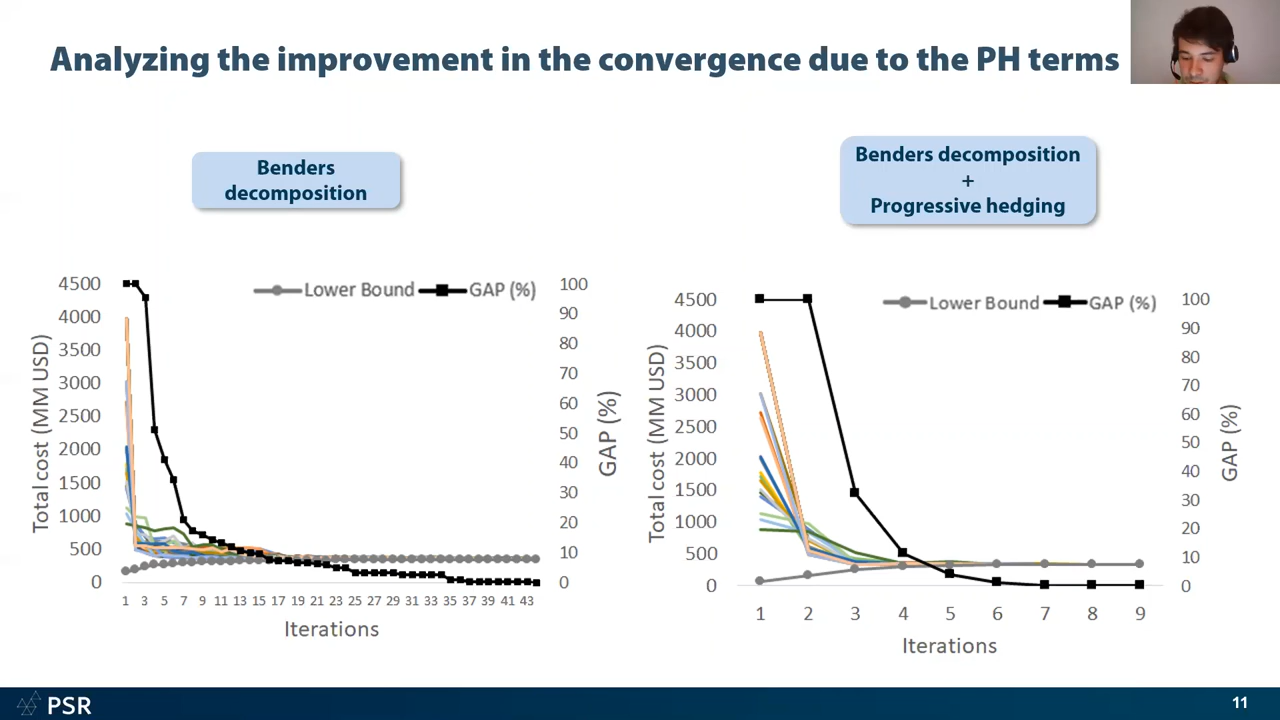 Analyzing the improvement in the convergence due to the PH terms
Benders
decomposition
Benders decomposition
+
Progressive hedging
Lower Bound
GAP (%)
4500
4000
3500
3000
2500
2000
1500
1000
500
0
Total cost (MM USD)
100
90
80
70
60
50
40
30
20
10
0
GAP (%)
1 3 5 7 9 11 13 15 17 19 21 23 25 27 29 31 33 35 37 39 41 43
Iterations
Lower Bound
GAP (%)
4500
4000
3500
3000
2500
2000
1500
1000
500
0
Total cost (MM USD)
100
90
80
70
60
50
40
30
20
10
0
GAP (%)
1 2 3 4 5 6 7 8 9
Iterations
PSR
11